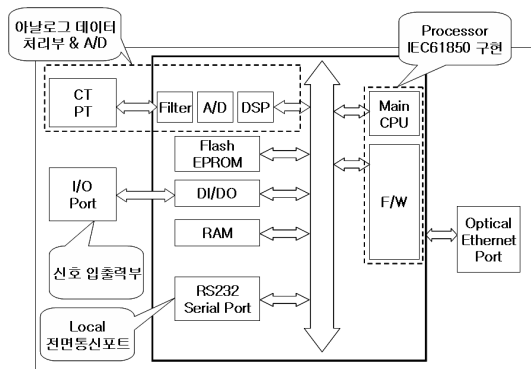 아날로그 데이터
처리부 & A/D
Processor
IEC61850 구현
CT
PT
Filter
A/D
DSP
Main
CPU
Flash
EPROM
I/O
Port
DI/DO
F/W
RAM
Optical
Ethernet
Port
신호 입출력부
RS232
Serial Port
Local
전면통신포트